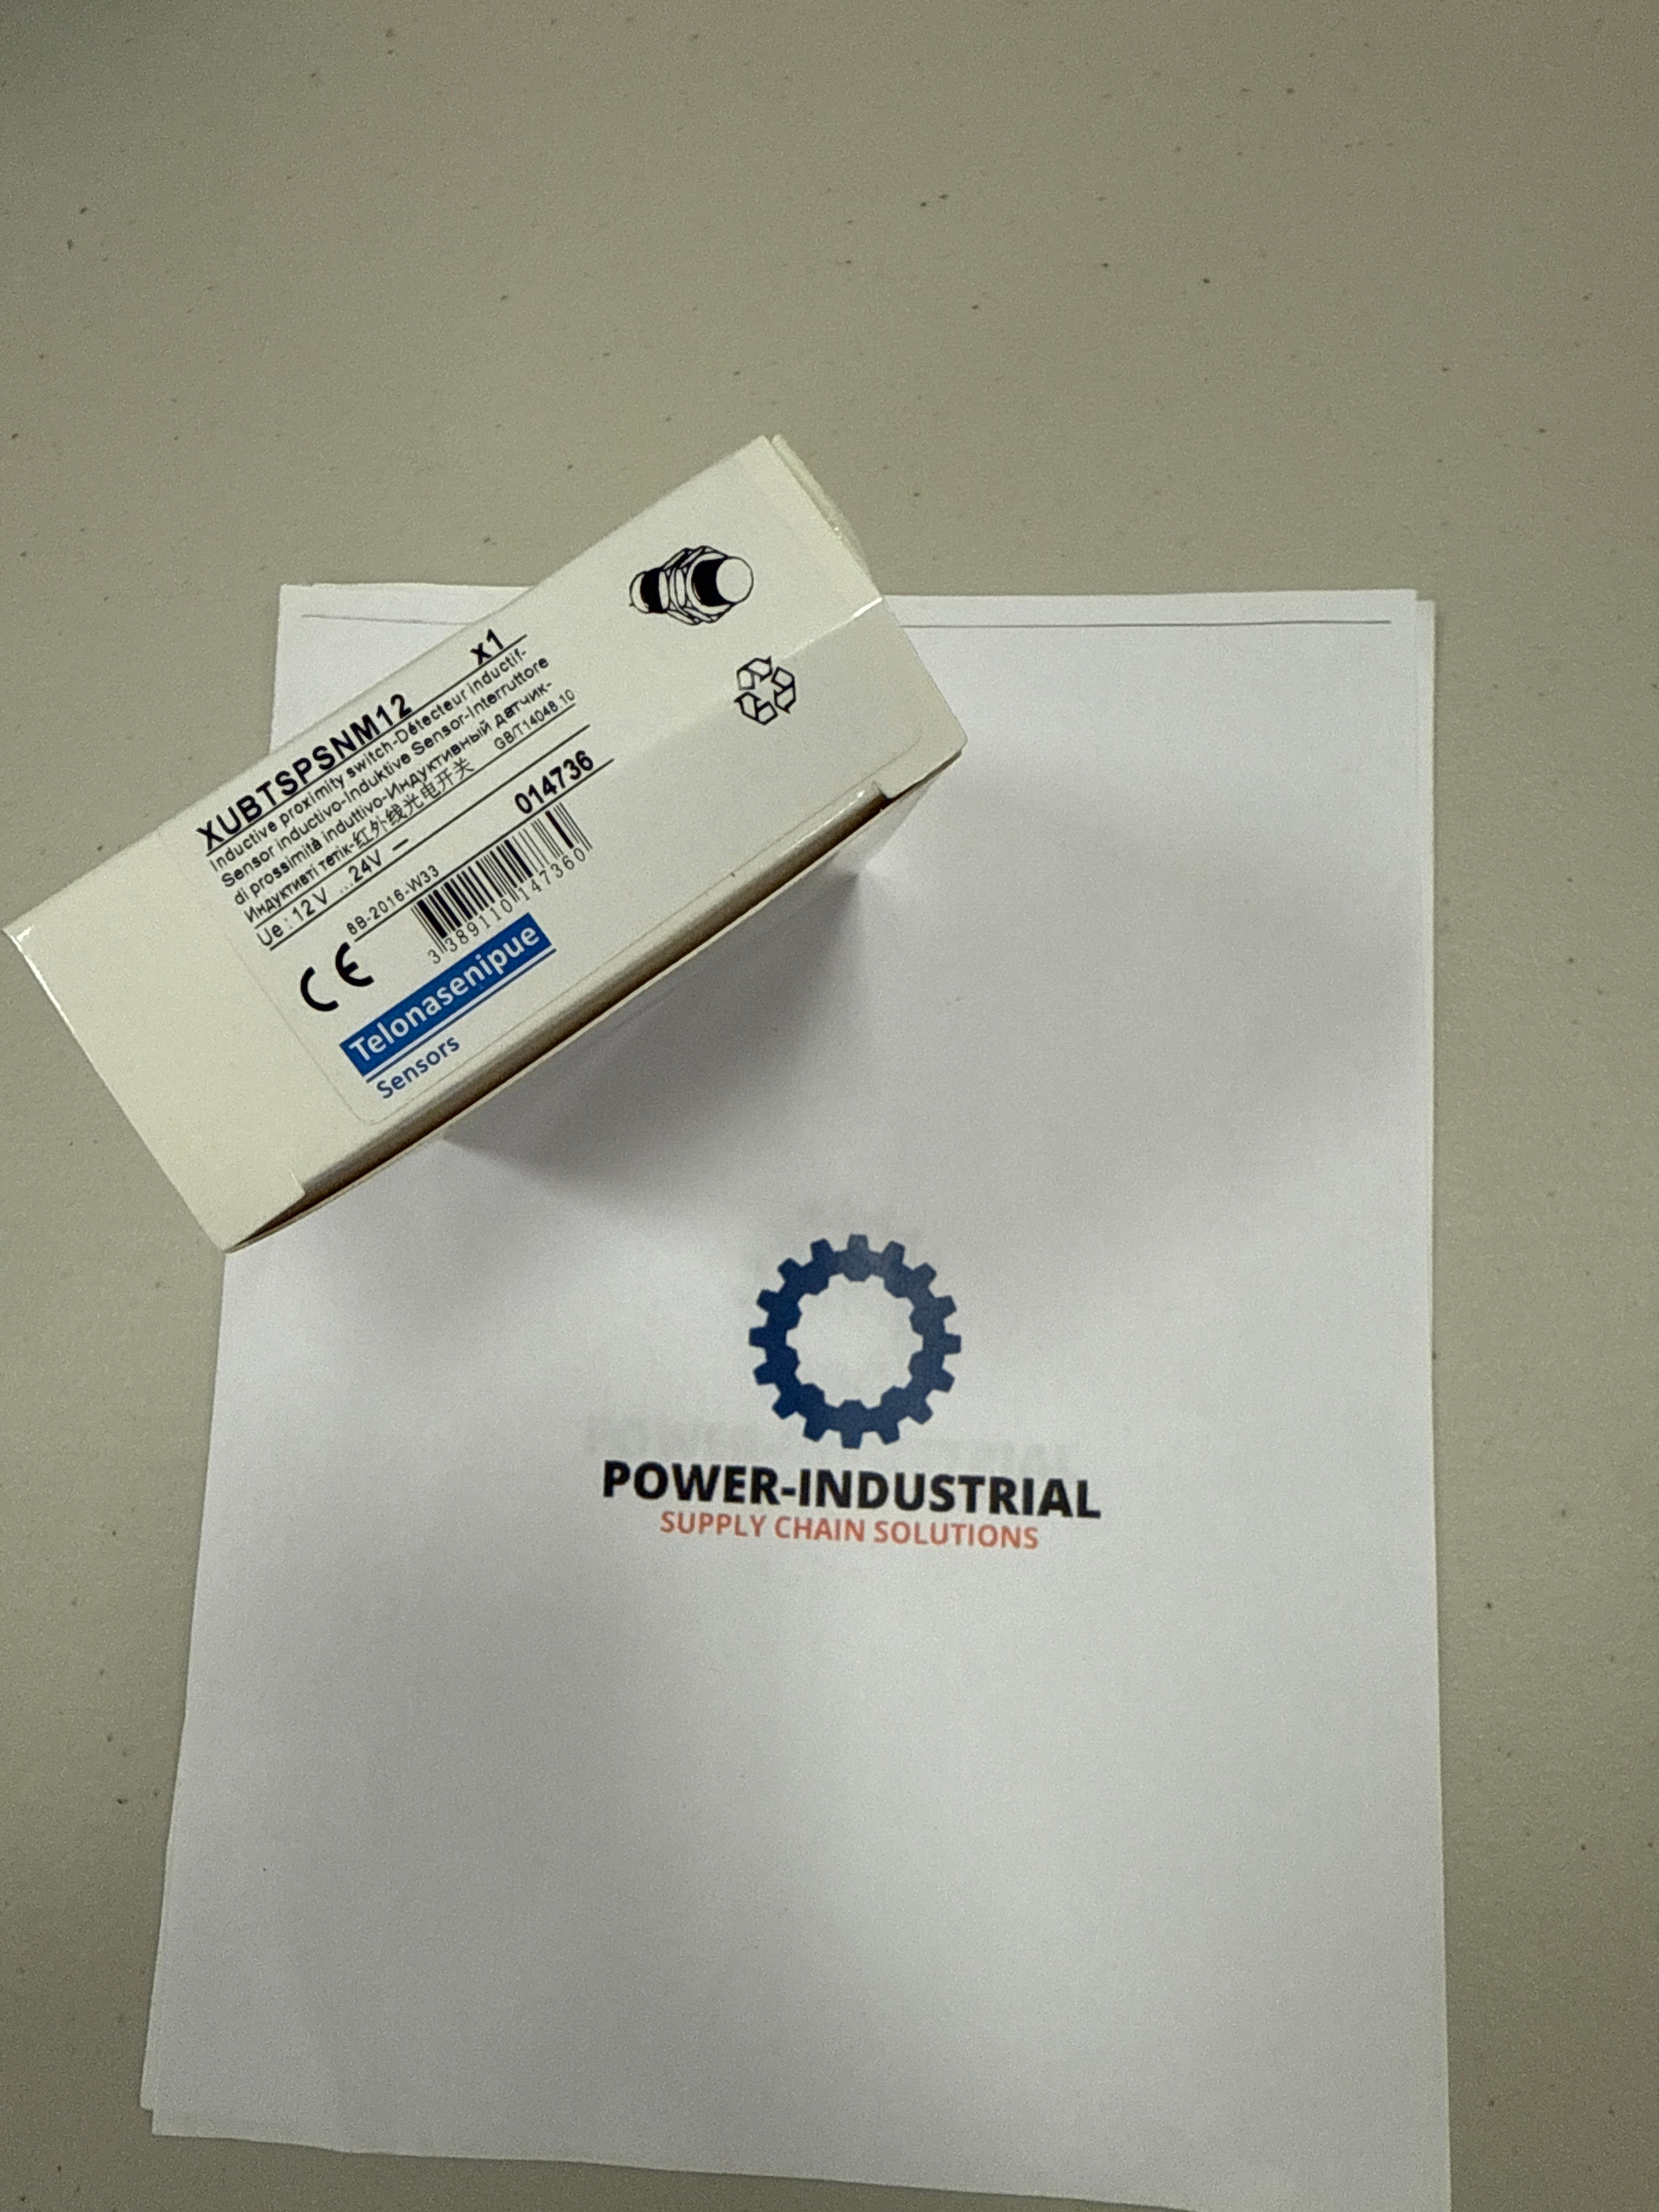 XUBTSPSNM12 x1
Inductive proximity switch-Détecteur inductif-
Sensor inductivo-Induktive Sensor-Interruttore
di prossimità induttivo-Индуктивный датчик-
Индуктивті тетік-红外线光电开关 GB/T14048.10
Ue: 12V ...24V
014736
8B-2016-W33
3 389110 147360
CE
Telonasenipue
Sensors
POWER-INDUSTRIAL
SUPPLY CHAIN SOLUTIONS